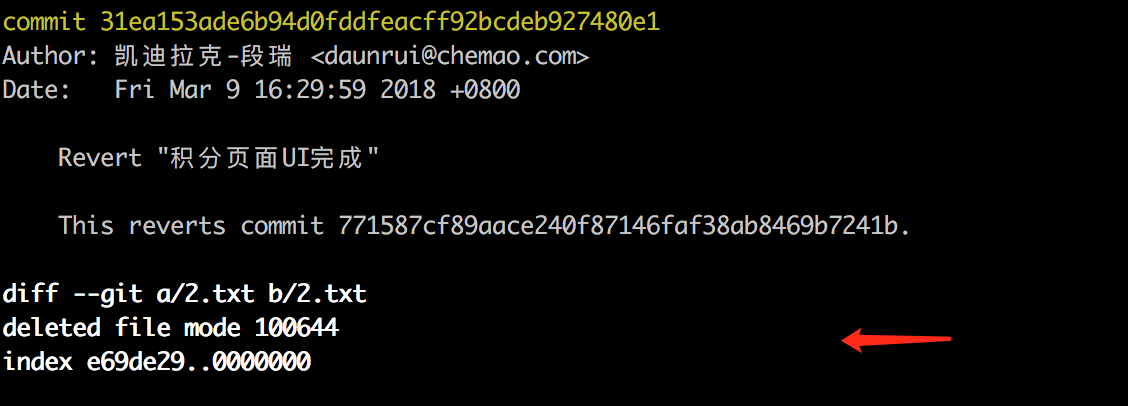 commit 31ea153ade6b94d0fddfeacff92bcdeb927480e1
Author: 凯迪拉克-段瑞 <daunrui@chemao.com>
Date:   Fri Mar 9 16:29:59 2018 +0800
Revert "积分页面UI完成"
This reverts commit 771587cf89aace240f87146faf38ab8469b7241b.
diff --git a/2.txt b/2.txt
deleted file mode 100644
index e69de29..0000000